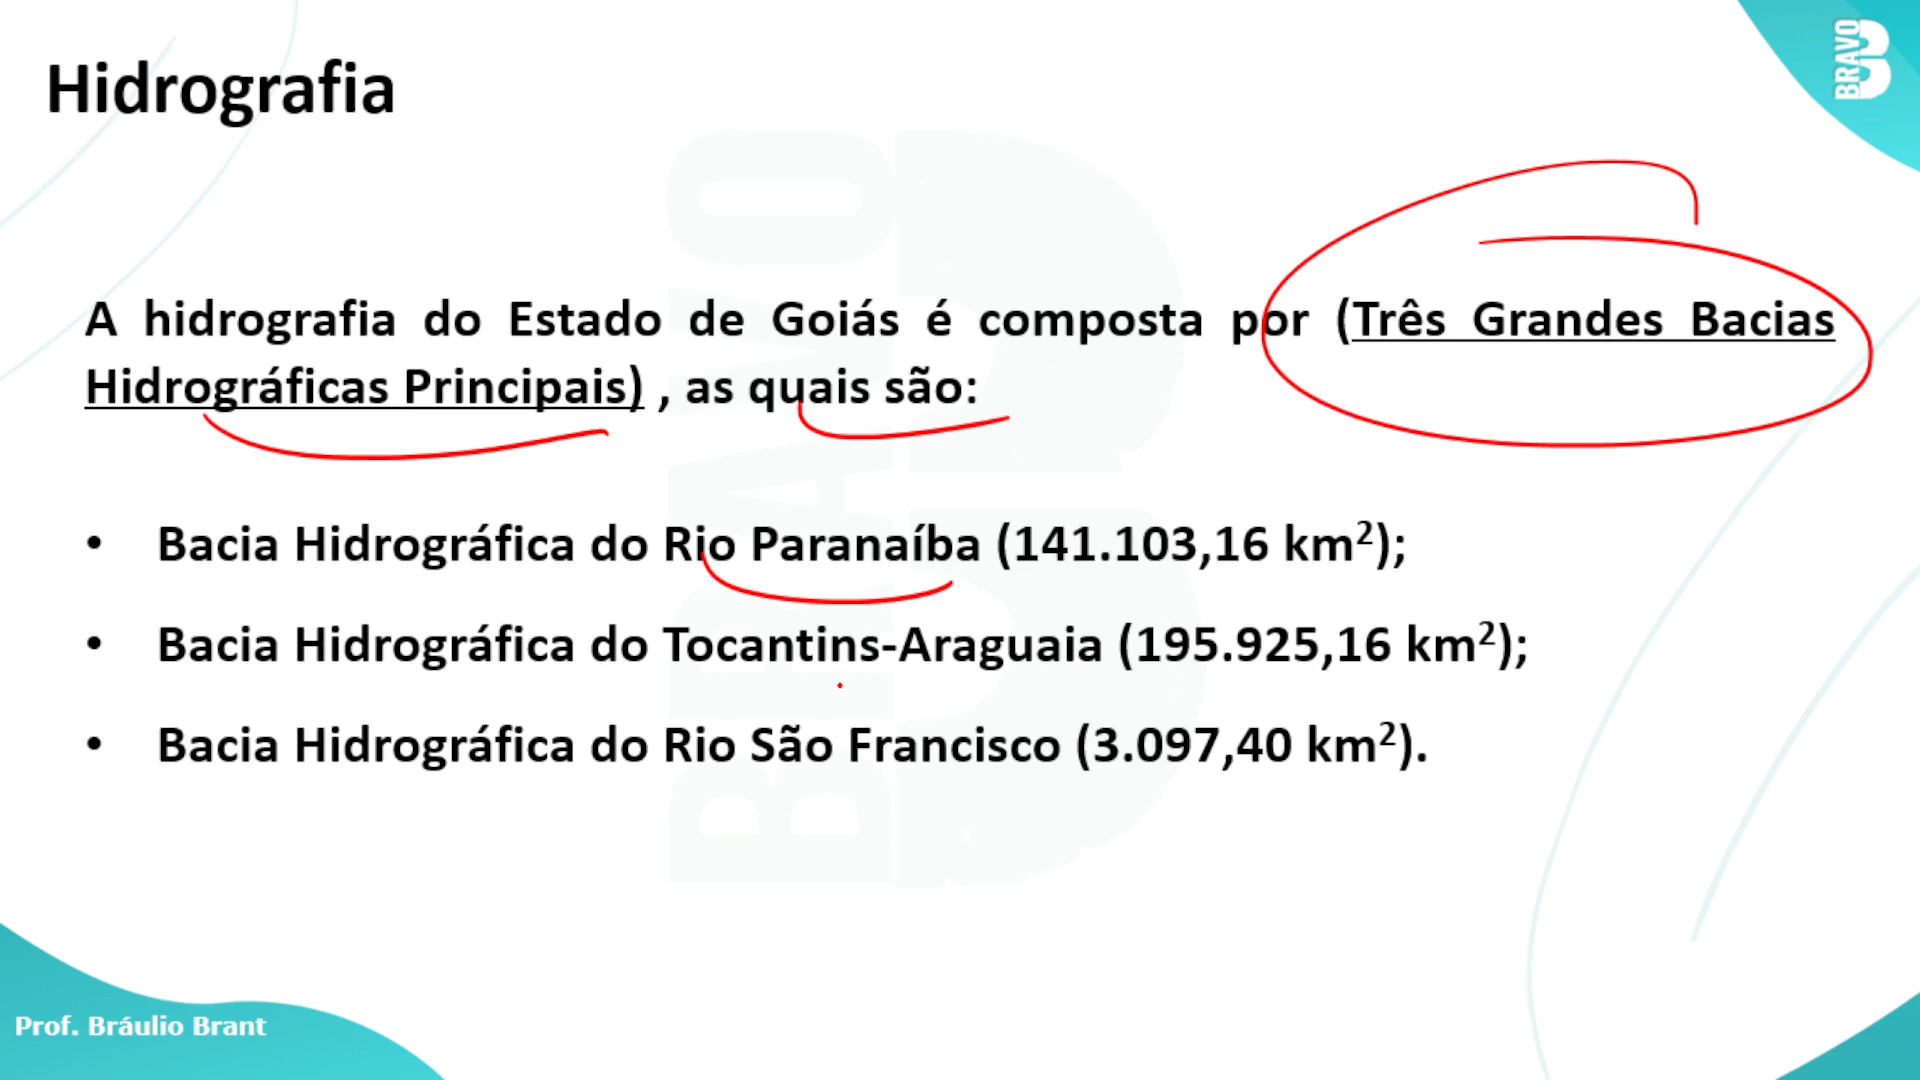 BRAVO
Hidrografia
A hidrografia do Estado de Goiás é composta por (Três Grandes Bacias
Hidrográficas Principais) , as quais são:
• Bacia Hidrográfica do Rio Paranaíba (141.103,16 km²);
• Bacia Hidrográfica do Tocantins-Araguaia (195.925,16 km²);
• Bacia Hidrográfica do Rio São Francisco (3.097,40 km²).
BRAVO
Prof. Bráulio Brant